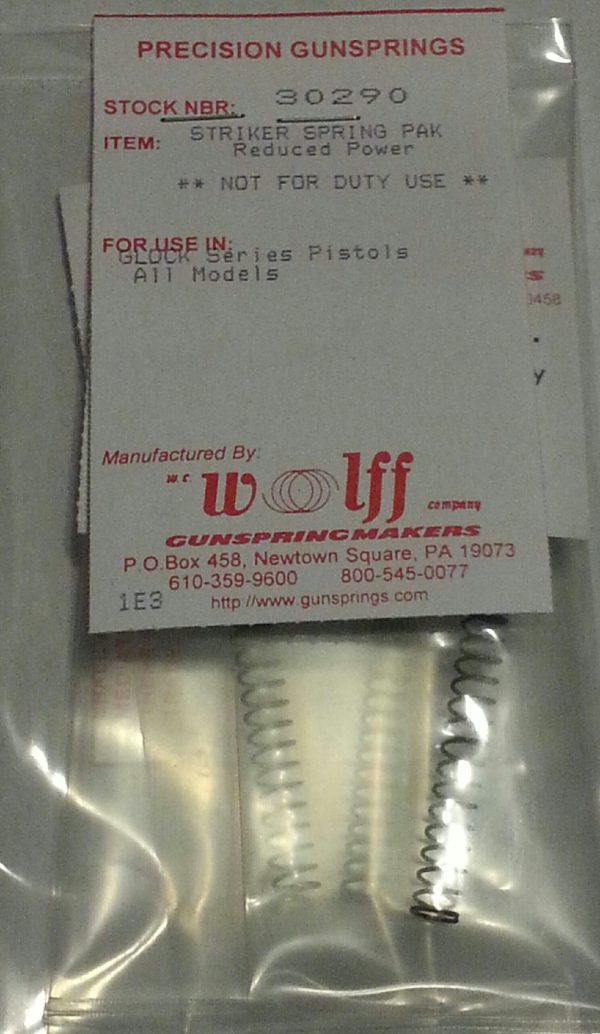 PRECISION GUNSPRINGS
STOCK NBR: 30290
ITEM: STRIKER SPRING PAK
Reduced Power
** NOT FOR DUTY USE **
FOR USE IN:
GLOCK Series Pistols
All Models
Manufactured By:
W.C. Wolff company
GUNSPRINGMAKERS
P.O.Box 458, Newtown Square, PA 19073
610-359-9600 800-545-0077
1E3 http://www.gunsprings.com